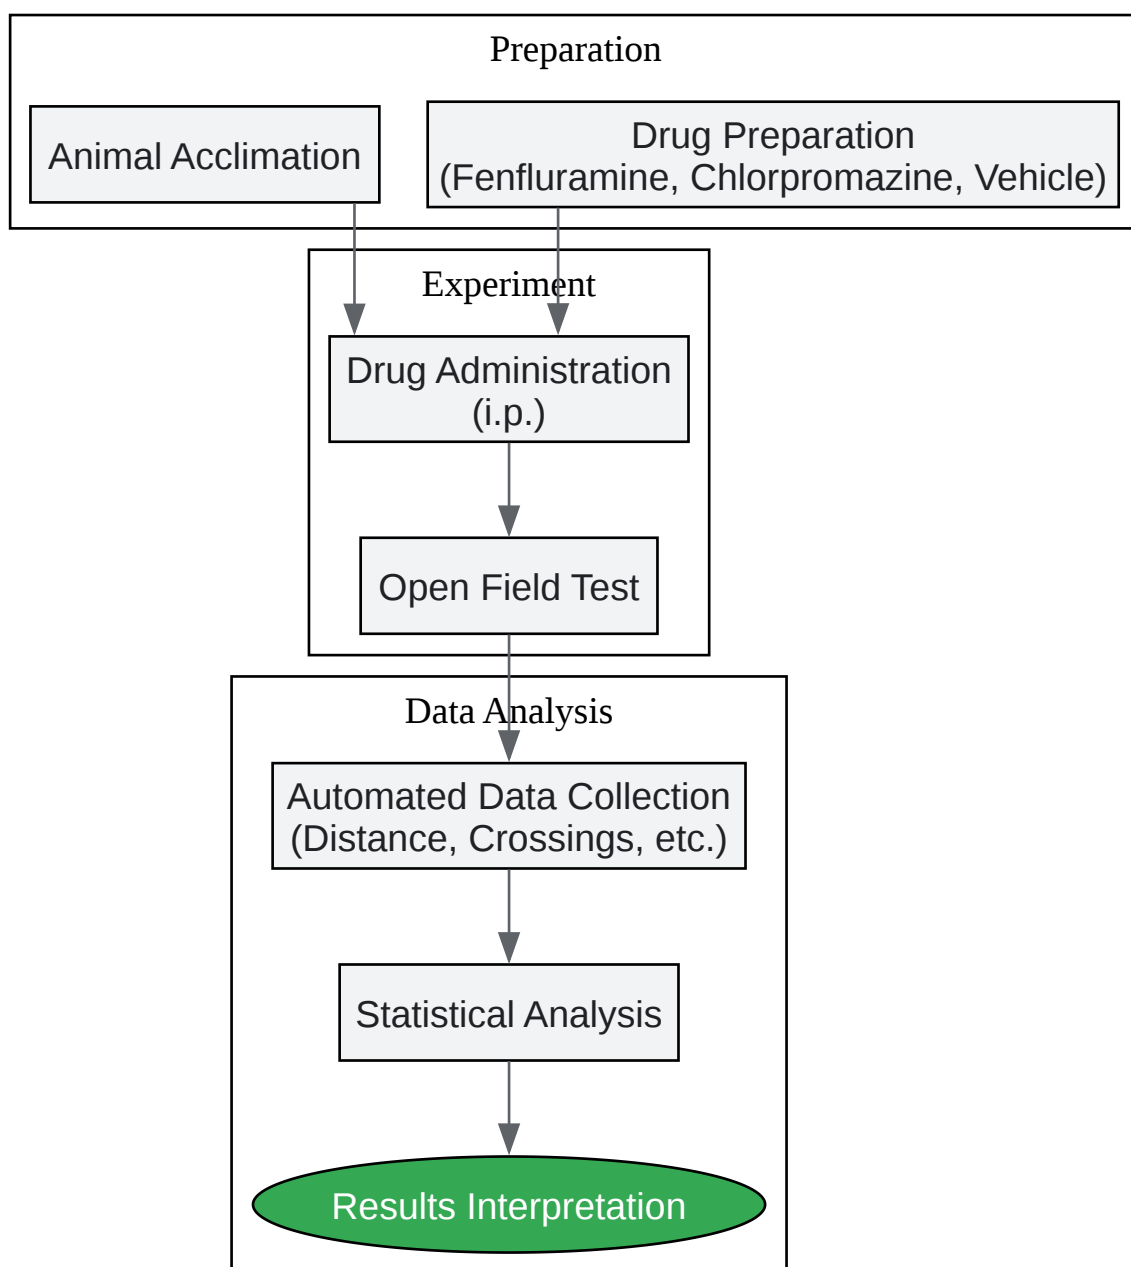 Preparation
Animal Acclimation
Drug Preparation
(Fenfluramine, Chlorpromazine, Vehicle)
Experiment
Drug Administration
(i.p.)
Open Field Test
Data Analysis
Automated Data Collection
(Distance, Crossings, etc.)
Statistical Analysis
Results Interpretation